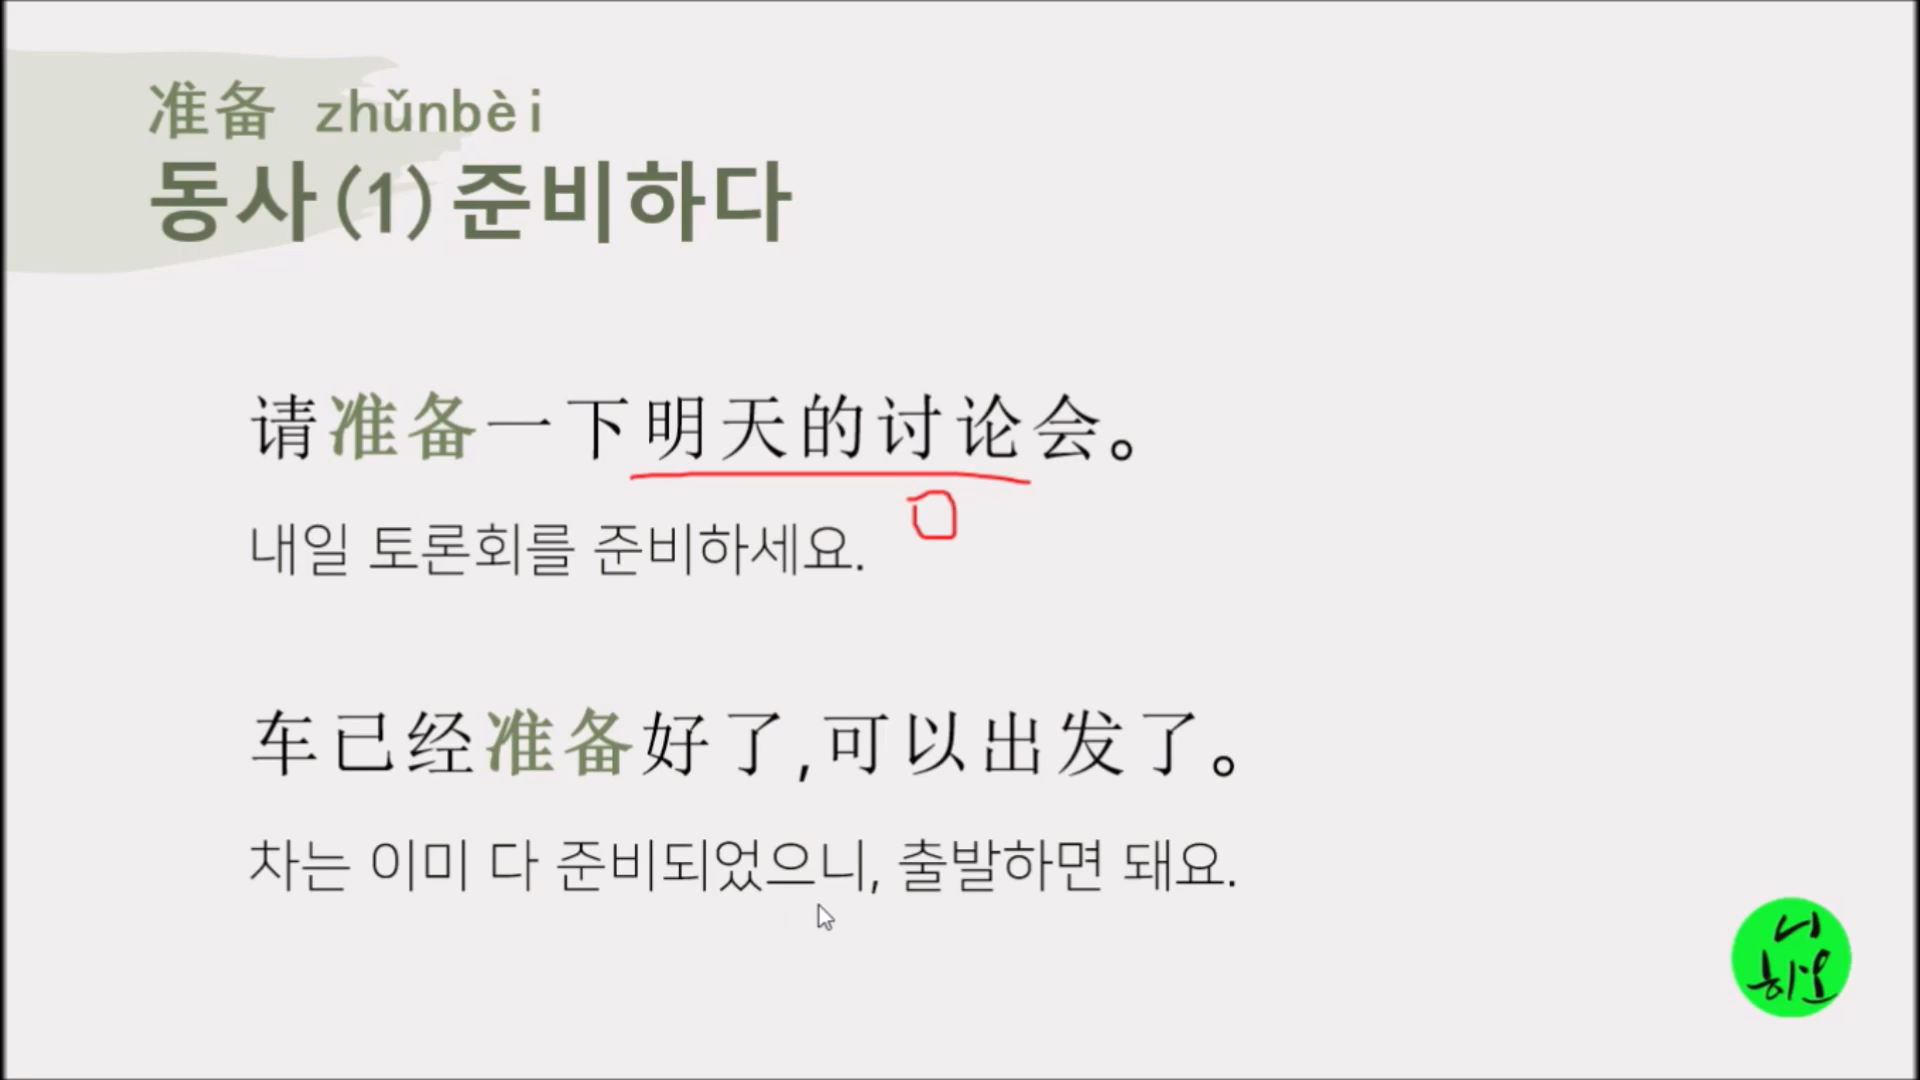 准备 zhǔnbèi
동사(1)준비하다
请准备一下明天的讨论会。
내일 토론회를 준비하세요.
车已经准备好了,可以出发了。
차는 이미 다 준비되었으니, 출발하면 돼요.
니
하오